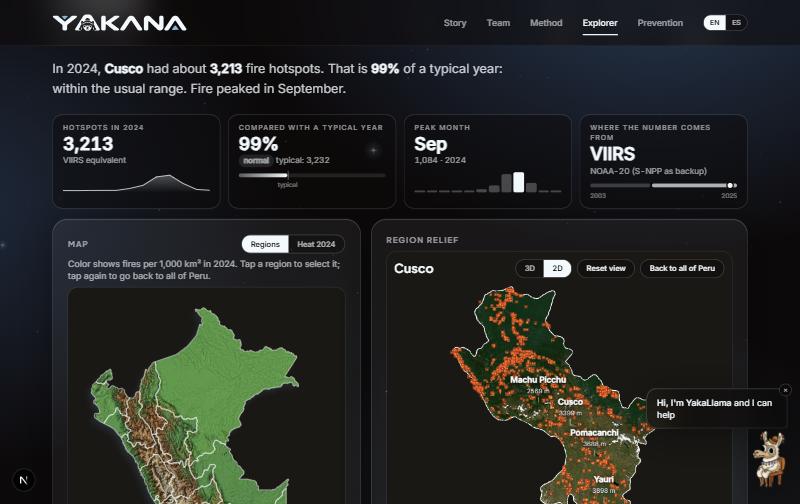 YAKANA
Story Team Method Explorer Prevention EN ES
In 2024, Cusco had about 3,213 fire hotspots. That is 99% of a typical year:
within the usual range. Fire peaked in September.
HOTSPOTS IN 2024
3,213
VIIRS equivalent
COMPARED WITH A TYPICAL YEAR
99%
normal typical: 3,232
typical
PEAK MONTH
Sep
1,084 · 2024
WHERE THE NUMBER COMES
FROM
VIIRS
NOAA-20 (S-NPP as backup)
2003 2025
MAP
Regions Heat 2024
Color shows fires per 1,000 km² in 2024. Tap a region to select it;
tap again to go back to all of Peru.
REGION RELIEF
Cusco
3D 2D Reset view Back to all of Peru
Machu Picchu
Cusco
3399 m
Pomacanchi
3688 m
Yauri
3898 m
Hi, I'm YakaLlama and I can
help
×
N